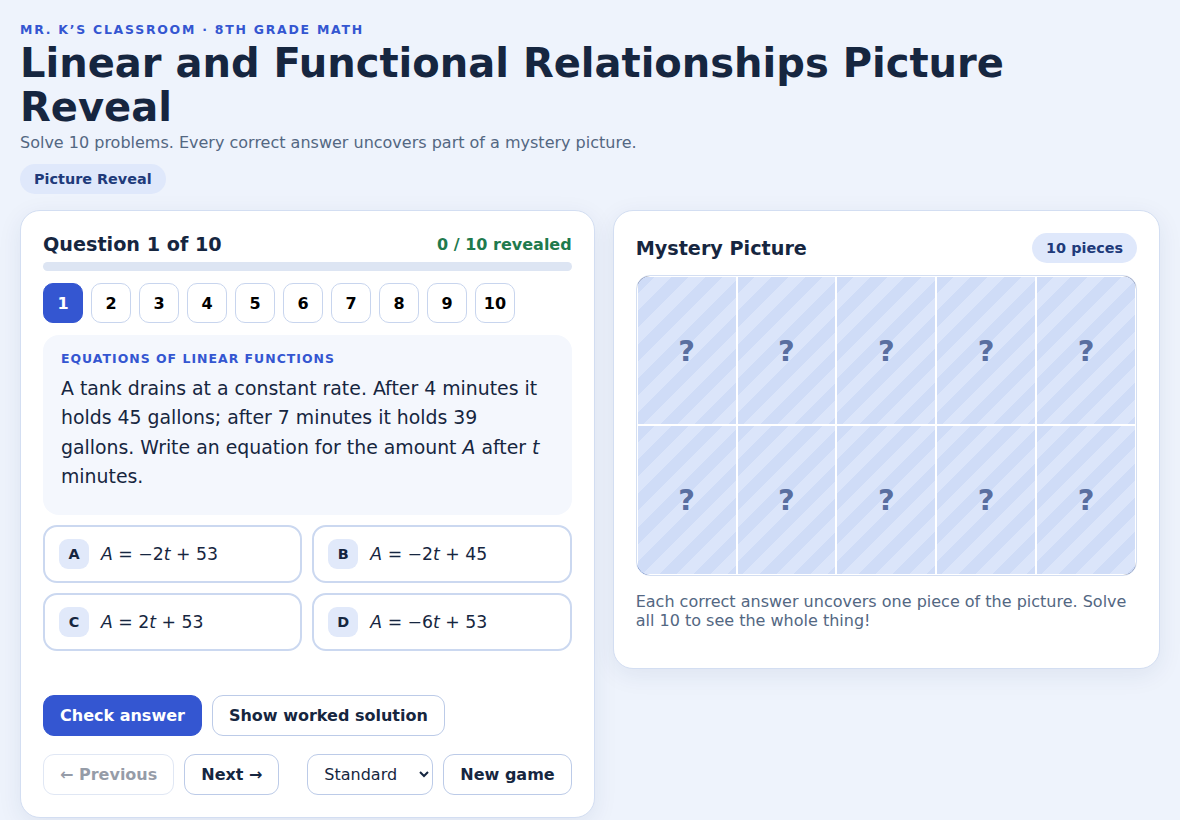 MR. K’S CLASSROOM · 8TH GRADE MATH
Linear and Functional Relationships Picture
Reveal
Solve 10 problems. Every correct answer uncovers part of a mystery picture.
Picture Reveal
Question 1 of 10
0 / 10 revealed
1 2 3 4 5 6 7 8 9 10
EQUATIONS OF LINEAR FUNCTIONS
A tank drains at a constant rate. After 4 minutes it
holds 45 gallons; after 7 minutes it holds 39
gallons. Write an equation for the amount A after t
minutes.
A A = −2t + 53
B A = −2t + 45
C A = 2t + 53
D A = −6t + 53
Check answer
Show worked solution
← Previous
Next →
Standard
New game
Mystery Picture
10 pieces
? ? ? ? ?
? ? ? ? ?
Each correct answer uncovers one piece of the picture. Solve
all 10 to see the whole thing!